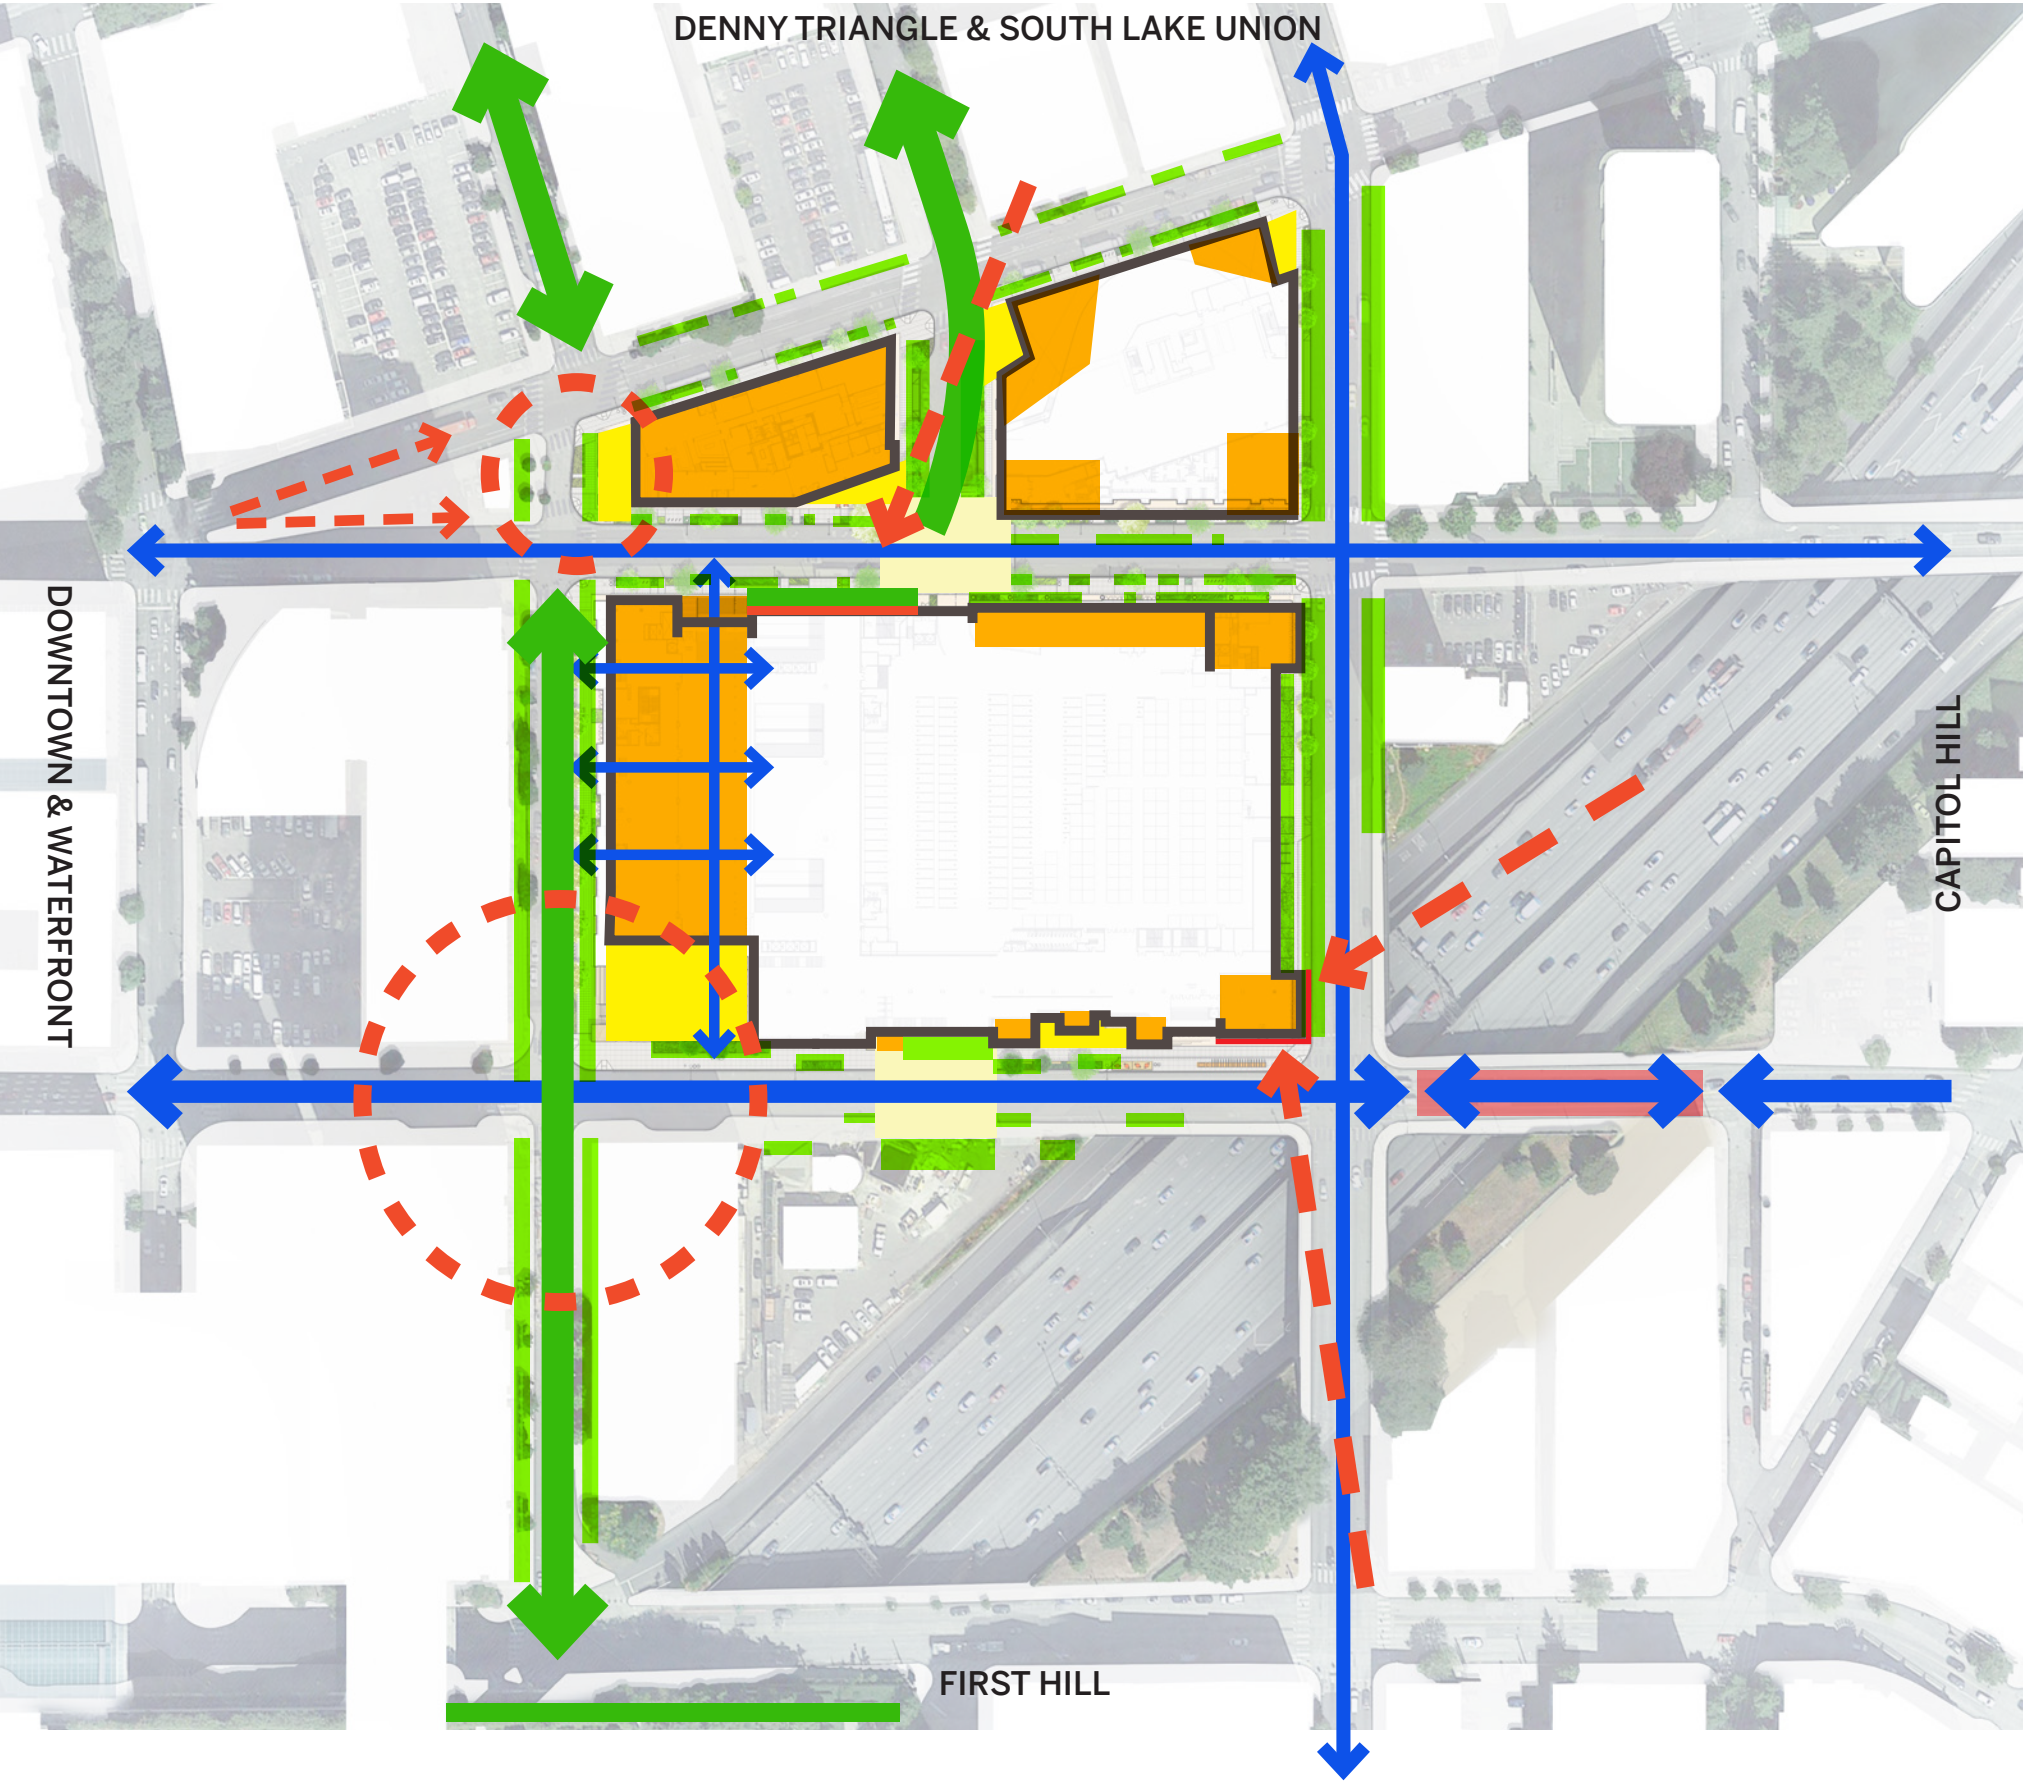 DENNY TRIANGLE & SOUTH LAKE UNION
DOWNTOWN & WATERFRONT
CAPITOL HILL
FIRST HILL